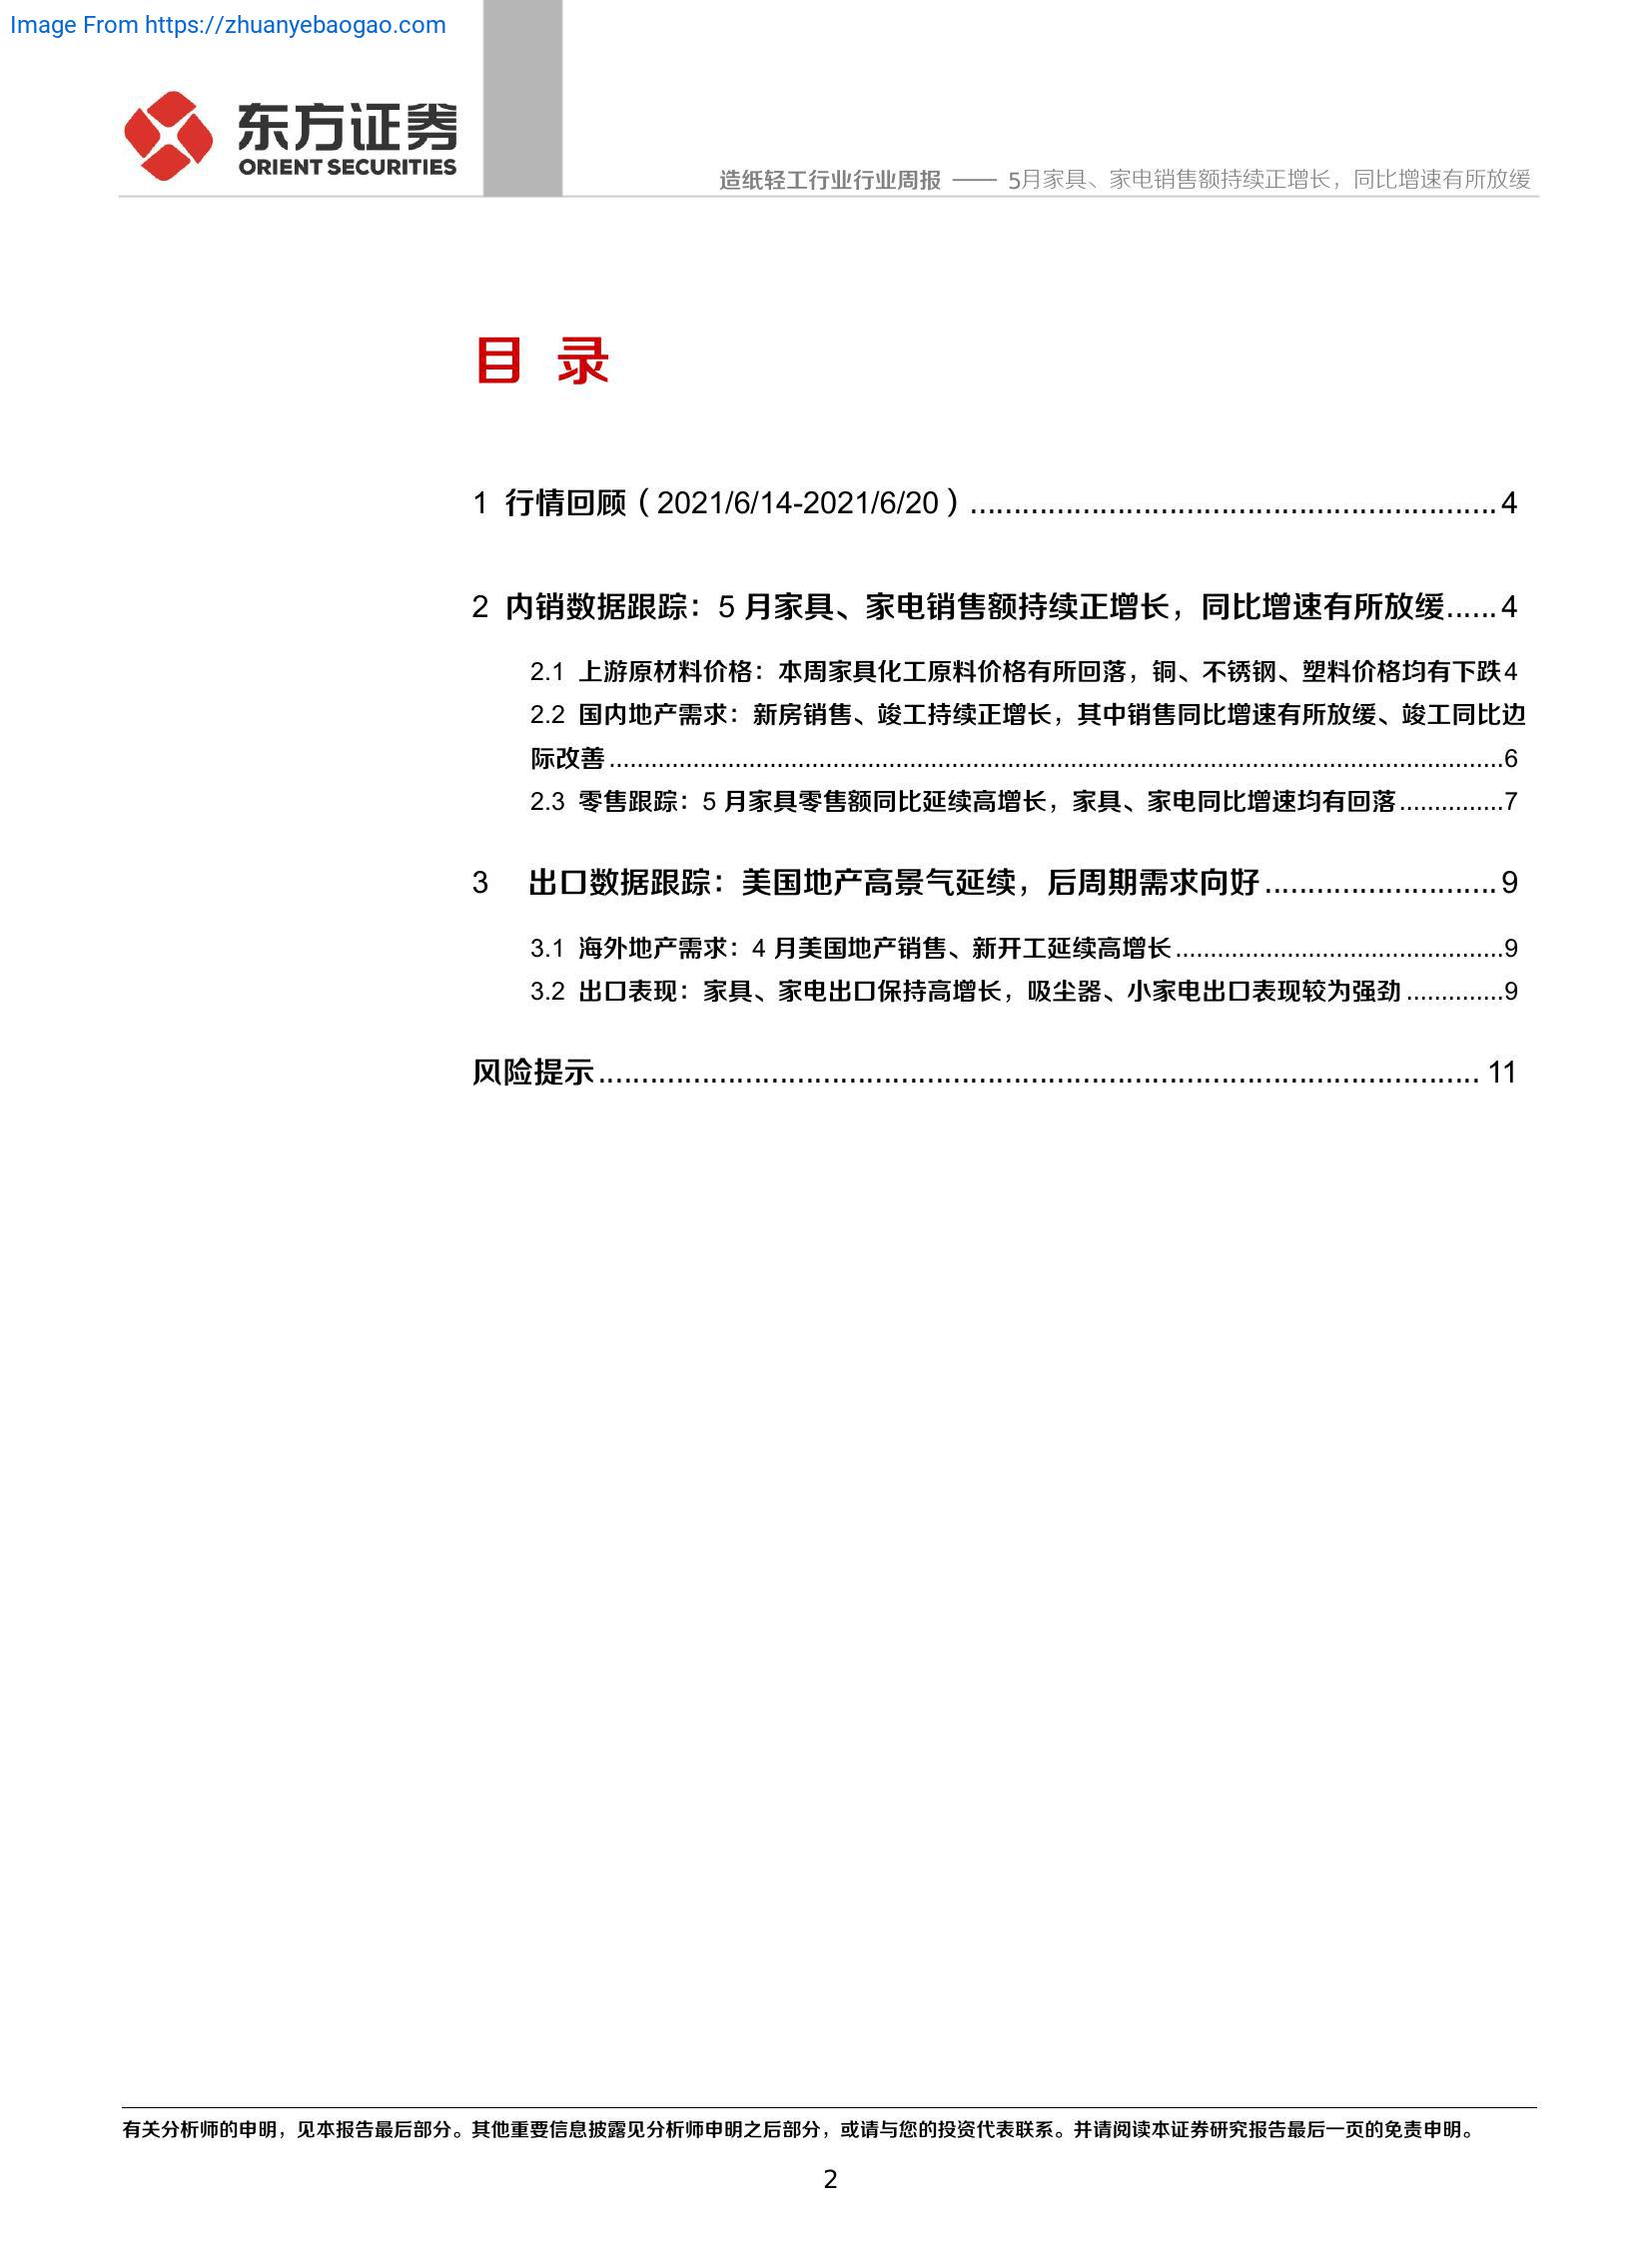 Image From https://zhuanyebaogao.com
东方证券
ORIENT SECURITIES
造纸轻工行业行业周报 —— 5月家具、家电销售额持续正增长，同比增速有所放缓
目 录
1 行情回顾（2021/6/14-2021/6/20）............................................................4
2 内销数据跟踪：5 月家具、家电销售额持续正增长，同比增速有所放缓......4
2.1 上游原材料价格：本周家具化工原料价格有所回落，铜、不锈钢、塑料价格均有下跌4
2.2 国内地产需求：新房销售、竣工持续正增长，其中销售同比增速有所放缓、竣工同比边
际改善................................................................................................................................6
2.3 零售跟踪：5 月家具零售额同比延续高增长，家具、家电同比增速均有回落...............7
3 出口数据跟踪：美国地产高景气延续，后周期需求向好...........................9
3.1 海外地产需求：4 月美国地产销售、新开工延续高增长...............................................9
3.2 出口表现：家具、家电出口保持高增长，吸尘器、小家电出口表现较为强劲..............9
风险提示...................................................................................................... 11
有关分析师的申明，见本报告最后部分。其他重要信息披露见分析师申明之后部分，或请与您的投资代表联系。并请阅读本证券研究报告最后一页的免责申明。
2